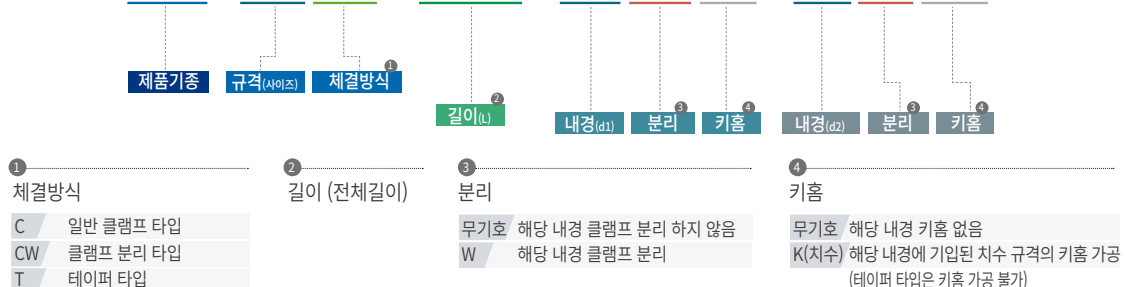 제품기종 규격(사이즈) 체결방식 1
길이(L) 2
내경(d1) 분리 3 키홈 4 내경(d2) 분리 3 키홈 4
1
체결방식
C 일반 클램프 타입
CW 클램프 분리 타입
T 테이퍼 타입
2
길이 (전체길이)
3
분리
무기호 해당 내경 클램프 분리 하지 않음
W 해당 내경 클램프 분리
4
키홈
무기호 해당 내경 키홈 없음
K(치수) 해당 내경에 기입된 치수 규격의 키홈 가공
(테이퍼 타입은 키홈 가공 불가)